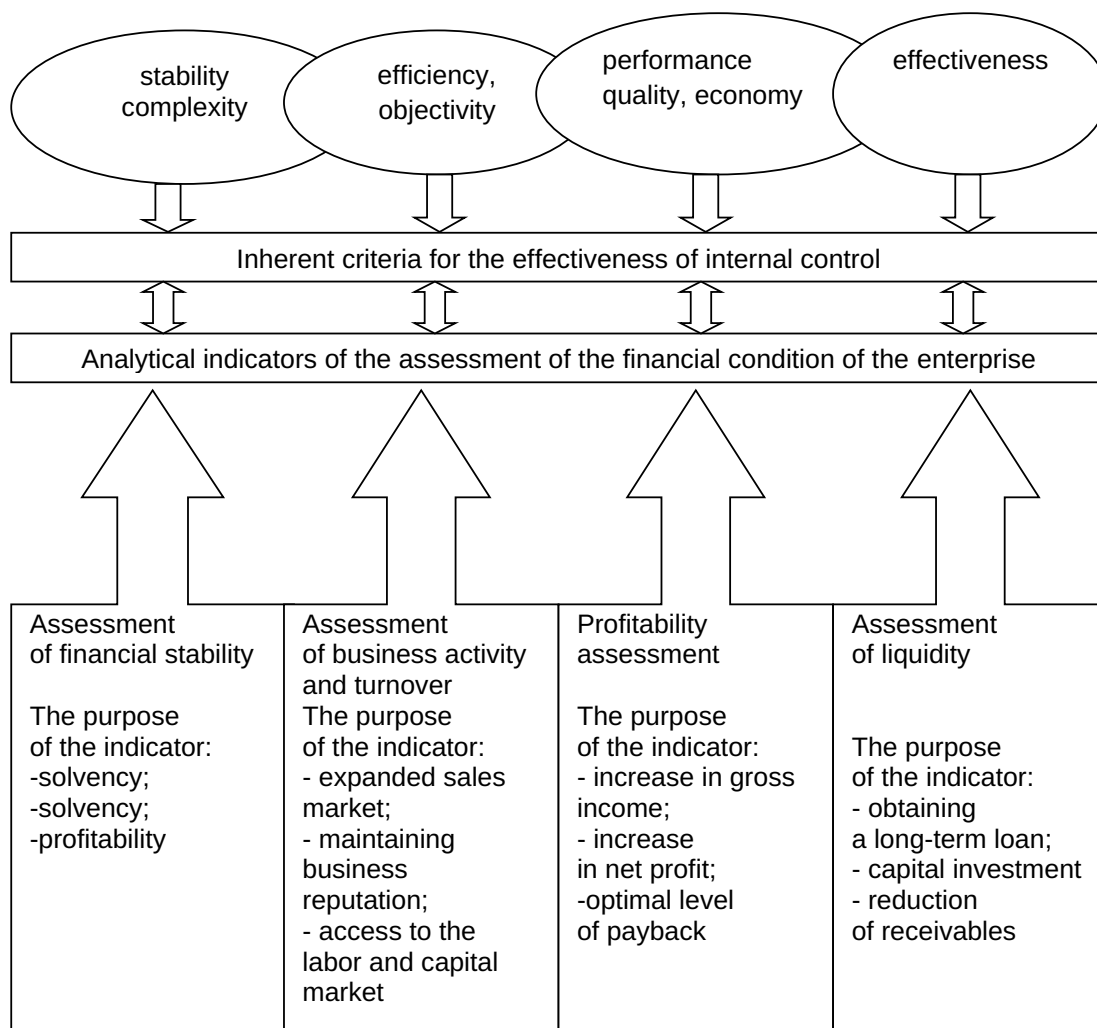 stability
complexity
efficiency,
objectivity
performance
quality, economy
effectiveness
Inherent criteria for the effectiveness of internal control
Analytical indicators of the assessment of the financial condition of the enterprise
Assessment
of financial stability
The purpose
of the indicator:
-solvency;
-solvency;
-profitability
Assessment
of business activity
and turnover
The purpose
of the indicator:
- expanded sales
market;
- maintaining
business
reputation;
- access to the
labor and capital
market
Profitability
assessment
The purpose
of the indicator:
- increase in gross
income;
- increase
in net profit;
-optimal level
of payback
Assessment
of liquidity
The purpose
of the indicator:
- obtaining
a long-term loan;
- capital investment
- reduction
of receivables